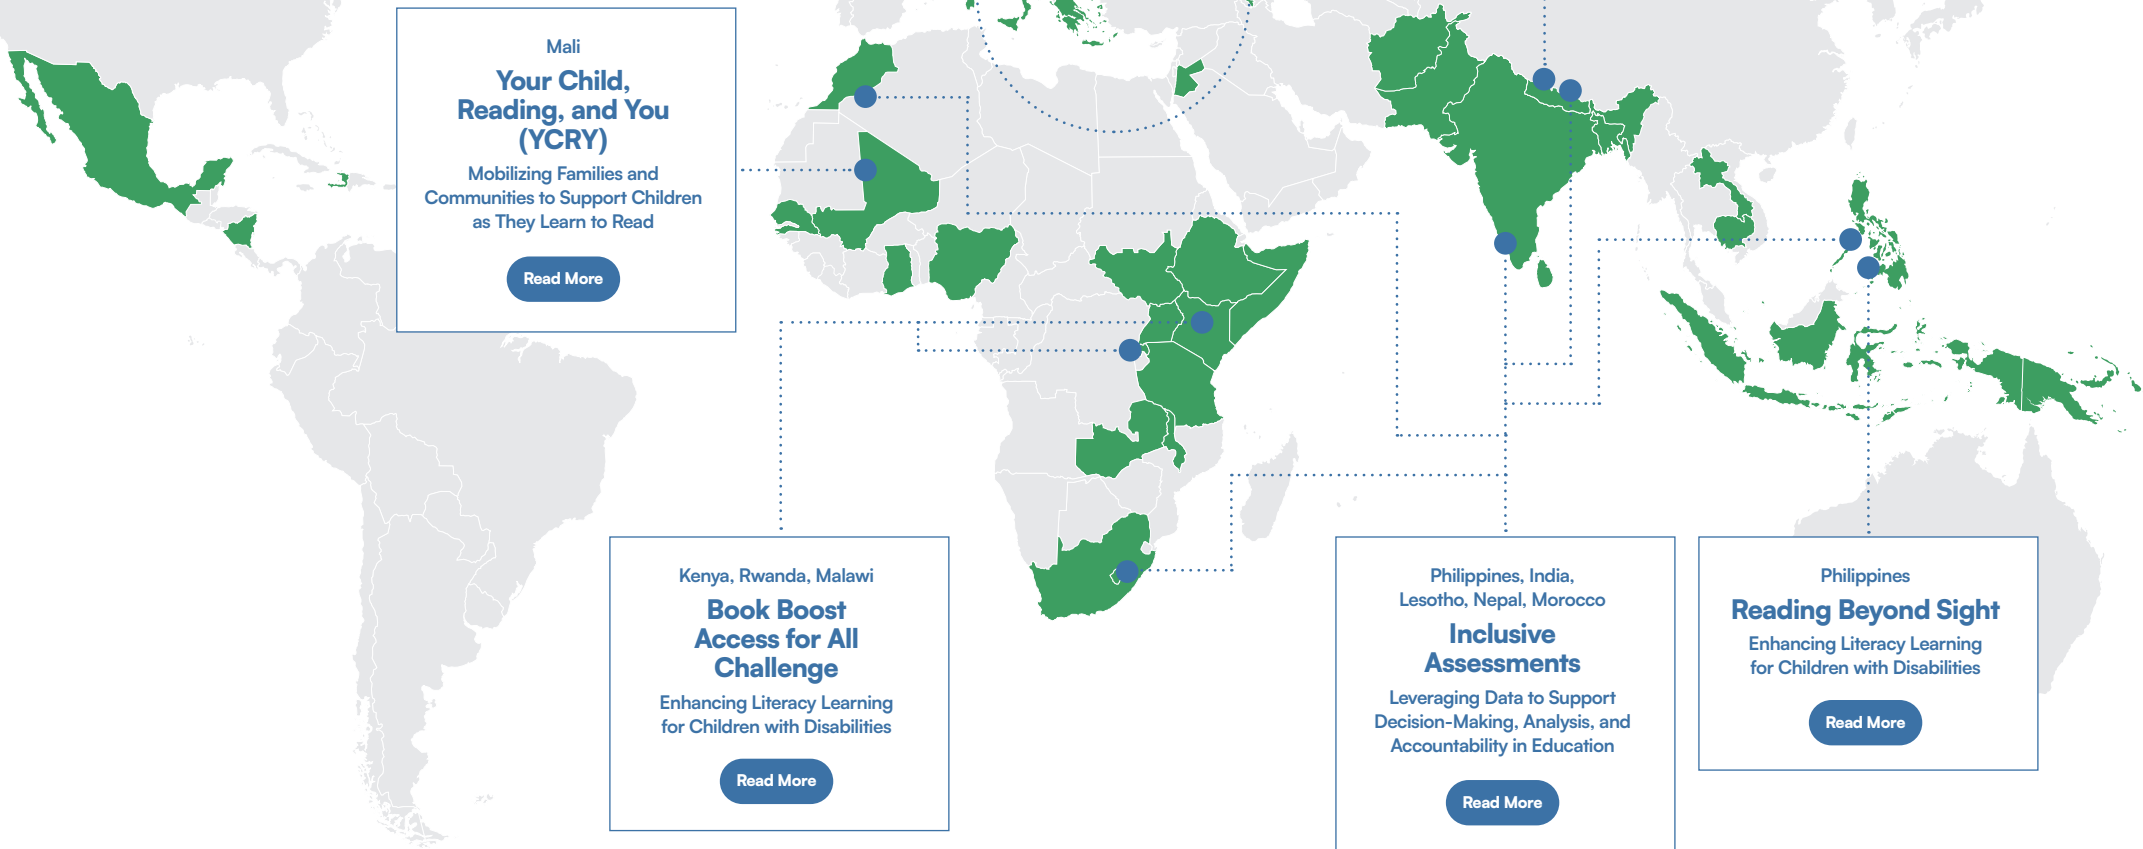 Mali
Your Child,
Reading, and You
(YCRY)
Mobilizing Families and
Communities to Support Children
as They Learn to Read
Read More
Kenya, Rwanda, Malawi
Book Boost
Access for All
Challenge
Enhancing Literacy Learning
for Children with Disabilities
Read More
Philippines, India,
Lesotho, Nepal, Morocco
Inclusive
Assessments
Leveraging Data to Support
Decision-Making, Analysis, and
Accountability in Education
Read More
Philippines
Reading Beyond Sight
Enhancing Literacy Learning
for Children with Disabilities
Read More